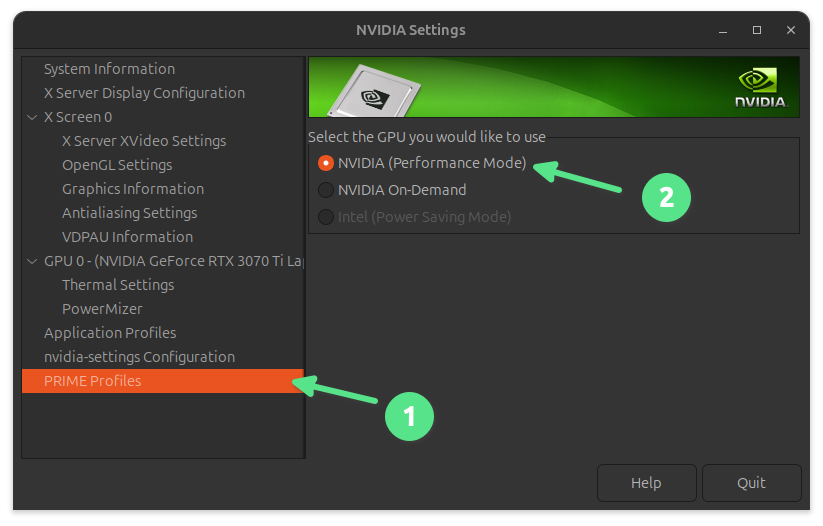 NVIDIA Settings
System Information
X Server Display Configuration
X Screen 0
X Server XVideo Settings
OpenGL Settings
Graphics Information
Antialiasing Settings
VDPAU Information
GPU 0 - (NVIDIA GeForce RTX 3070 Ti La
Thermal Settings
PowerMizer
Application Profiles
nvidia-settings Configuration
PRIME Profiles
1
NVIDIA.
Select the GPU you would like to use
NVIDIA (Performance Mode)
NVIDIA On-Demand
Intel (Power Saving Mode)
2
Help
Quit